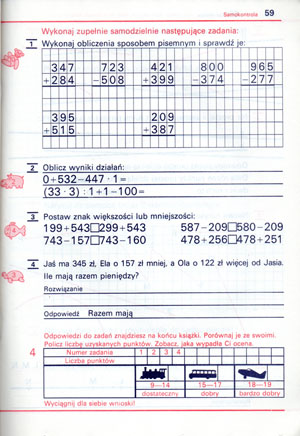 Samokontrola 59
Wykonaj zupełnie samodzielnie następujące zadania:
1 Wykonaj obliczenia sposobem pisemnym i sprawdź je:
347 723 421 800 965
+284 -508 +399 -374 -277
395 209
+515 +387
2 Oblicz wyniki działań:
0+532-447·1=
(33·3):1+1-100=
3 Postaw znak większości lub mniejszości:
199+543□299+543 587-209□580-209
743-157□743-160 478+256□478+251
4 Jaś ma 345 zł, Ela o 157 zł mniej, a Ola o 122 zł więcej od Jasia.
Ile mają razem pieniędzy?
Rozwiązanie
Odpowiedź Razem mają
Odpowiedzi do zadań znajdziesz na końcu książki. Porównaj je ze swoimi.
Policz liczbę uzyskanych punktów. Zobacz, jaka wypadła Ci ocena.
4 Numer zadania 1 2 3 4
Liczba punktów
9—14 15—17 18—19
dostateczny dobry bardzo dobry
Wyciągnij dla siebie wnioski!